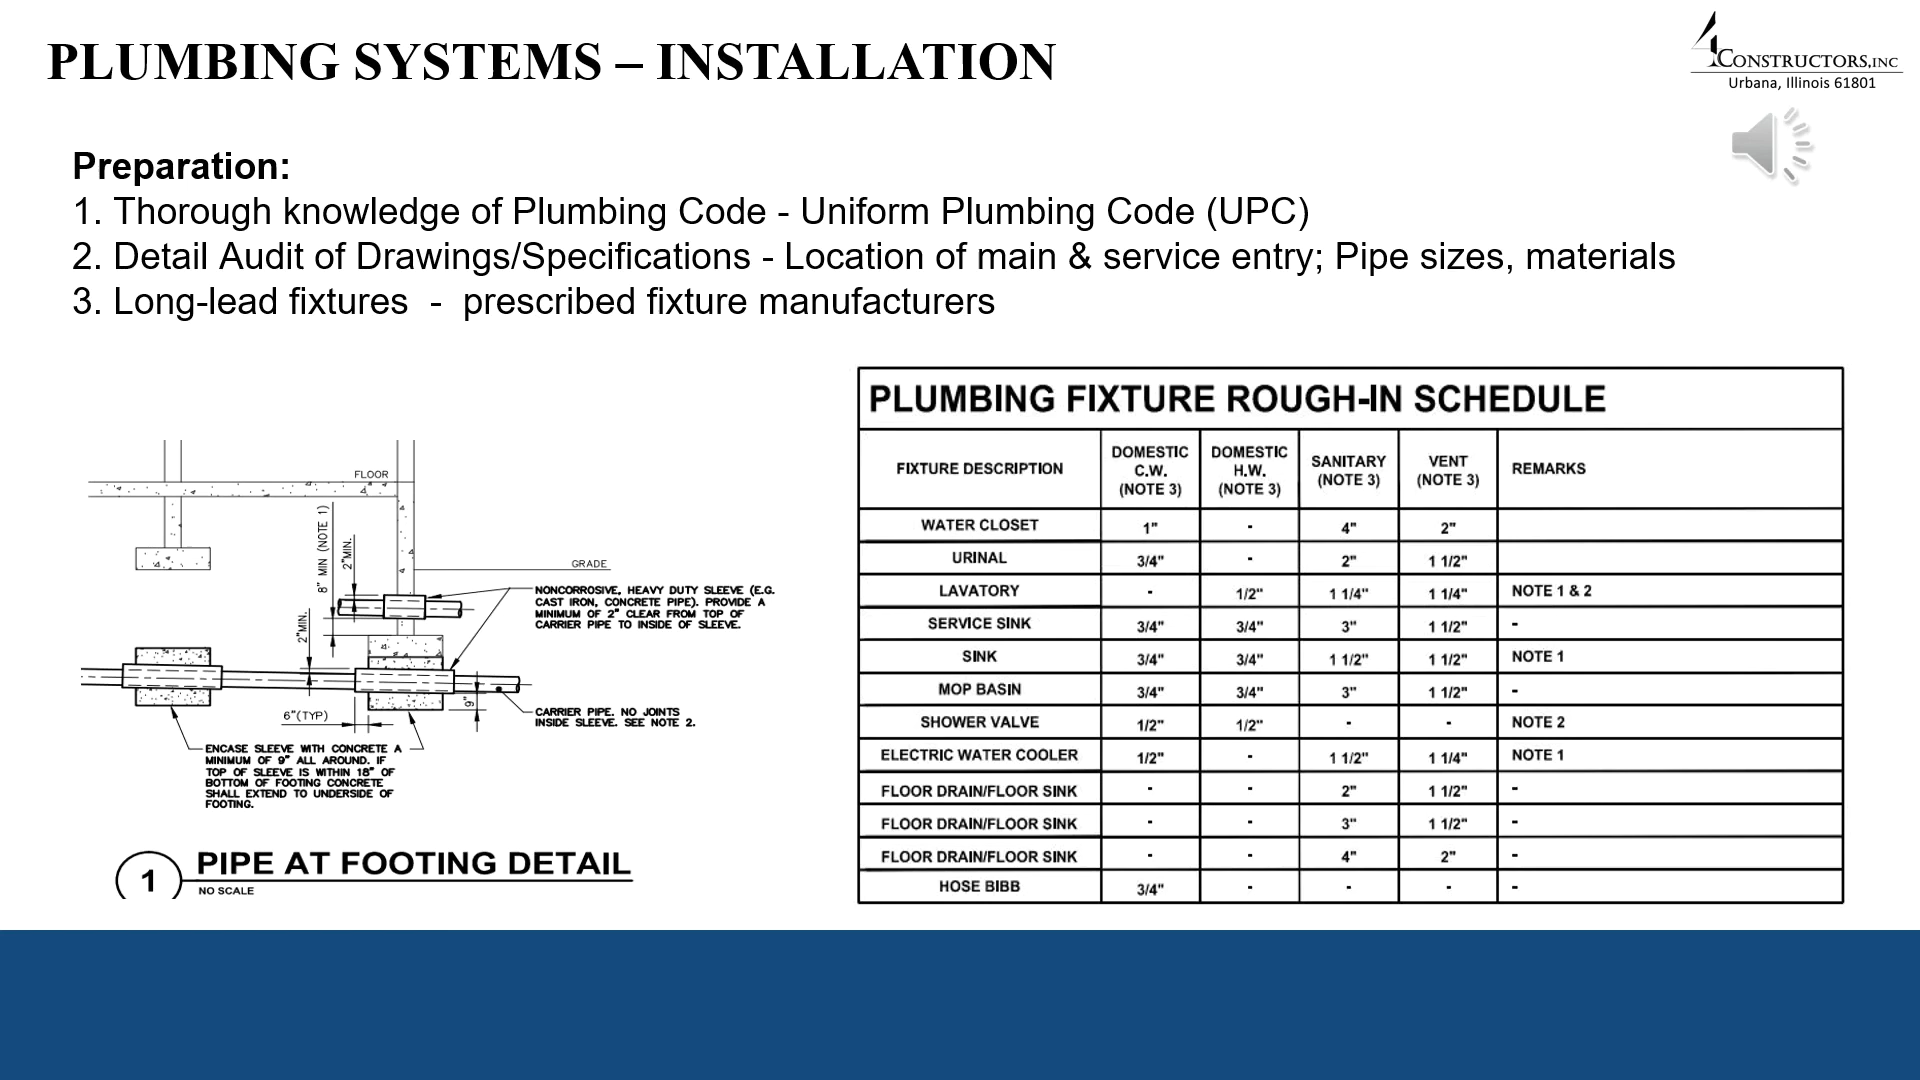 PLUMBING SYSTEMS – INSTALLATION
4 CONSTRUCTORS, INC
Urbana, Illinois 61801
Preparation:
1. Thorough knowledge of Plumbing Code - Uniform Plumbing Code (UPC)
2. Detail Audit of Drawings/Specifications - Location of main & service entry; Pipe sizes, materials
3. Long-lead fixtures - prescribed fixture manufacturers
FLOOR
8" MIN (NOTE 1)
2"MIN.
GRADE
NONCORROSIVE, HEAVY DUTY SLEEVE (E.G.
CAST IRON, CONCRETE PIPE). PROVIDE A
MINIMUM OF 2" CLEAR FROM TOP OF
CARRIER PIPE TO INSIDE OF SLEEVE.
2"MIN.
9"
6"(TYP)
CARRIER PIPE. NO JOINTS
INSIDE SLEEVE. SEE NOTE 2.
ENCASE SLEEVE WITH CONCRETE A
MINIMUM OF 9" ALL AROUND. IF
TOP OF SLEEVE IS WITHIN 18" OF
BOTTOM OF FOOTING CONCRETE
SHALL EXTEND TO UNDERSIDE OF
FOOTING.
1 PIPE AT FOOTING DETAIL
NO SCALE
PLUMBING FIXTURE ROUGH-IN SCHEDULE
FIXTURE DESCRIPTION DOMESTIC C.W. (NOTE 3) DOMESTIC H.W. (NOTE 3) SANITARY (NOTE 3) VENT (NOTE 3) REMARKS
WATER CLOSET 1" - 4" 2"
URINAL 3/4" - 2" 1 1/2"
LAVATORY - 1/2" 1 1/4" 1 1/4" NOTE 1 & 2
SERVICE SINK 3/4" 3/4" 3" 1 1/2" -
SINK 3/4" 3/4" 1 1/2" 1 1/2" NOTE 1
MOP BASIN 3/4" 3/4" 3" 1 1/2" -
SHOWER VALVE 1/2" 1/2" - - NOTE 2
ELECTRIC WATER COOLER 1/2" - 1 1/2" 1 1/4" NOTE 1
FLOOR DRAIN/FLOOR SINK - - 2" 1 1/2" -
FLOOR DRAIN/FLOOR SINK - - 3" 1 1/2" -
FLOOR DRAIN/FLOOR SINK - - 4" 2" -
HOSE BIBB 3/4" - - - -